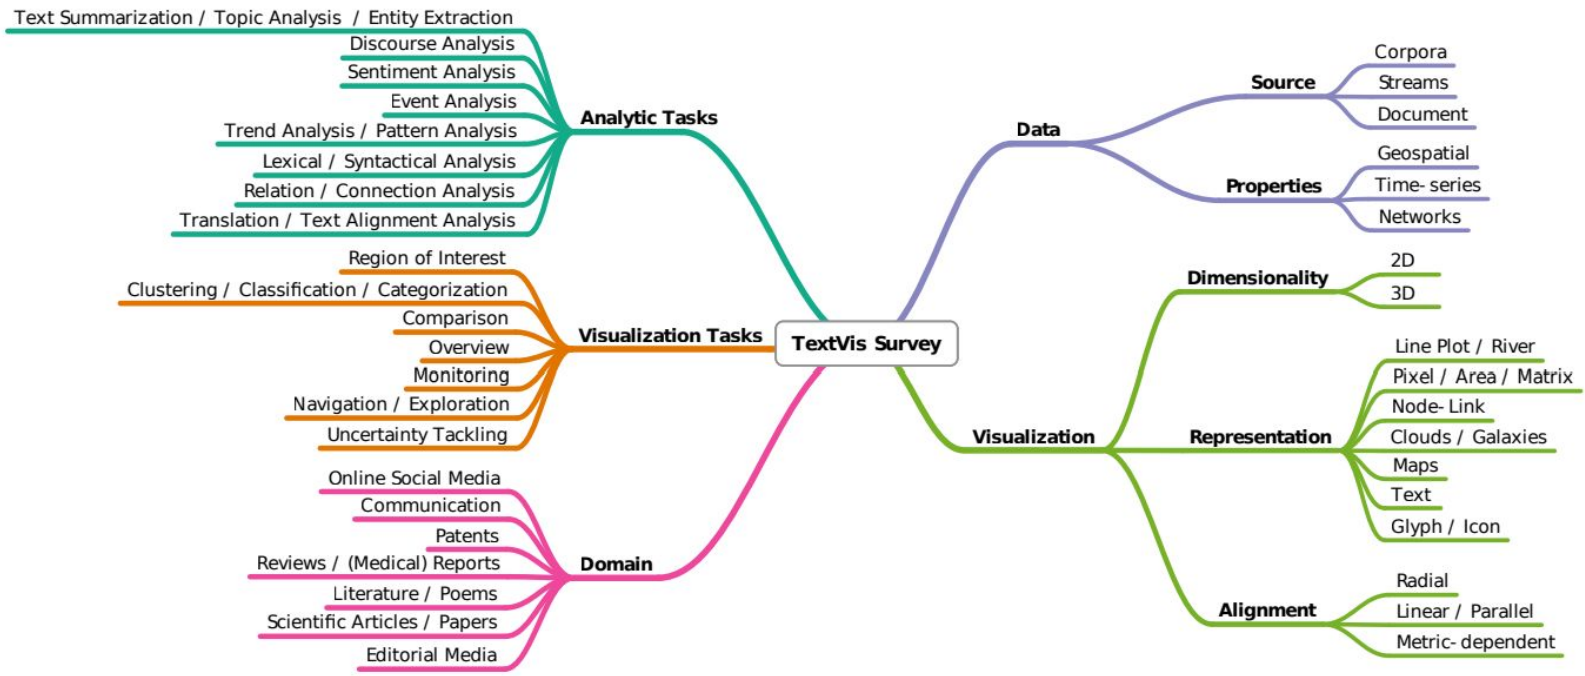 Text Summarization / Topic Analysis / Entity Extraction
Discourse Analysis
Sentiment Analysis
Event Analysis
Trend Analysis / Pattern Analysis
Lexical / Syntactical Analysis
Relation / Connection Analysis
Translation / Text Alignment Analysis
Analytic Tasks
Region of Interest
Clustering / Classification / Categorization
Comparison
Overview
Monitoring
Navigation / Exploration
Uncertainty Tackling
Visualization Tasks
Online Social Media
Communication
Patents
Reviews / (Medical) Reports
Literature / Poems
Scientific Articles / Papers
Editorial Media
Domain
TextVis Survey
Data
Source
Corpora
Streams
Document
Properties
Geospatial
Time- series
Networks
Visualization
Dimensionality
2D
3D
Representation
Line Plot / River
Pixel / Area / Matrix
Node- Link
Clouds / Galaxies
Maps
Text
Glyph / Icon
Alignment
Radial
Linear / Parallel
Metric- dependent